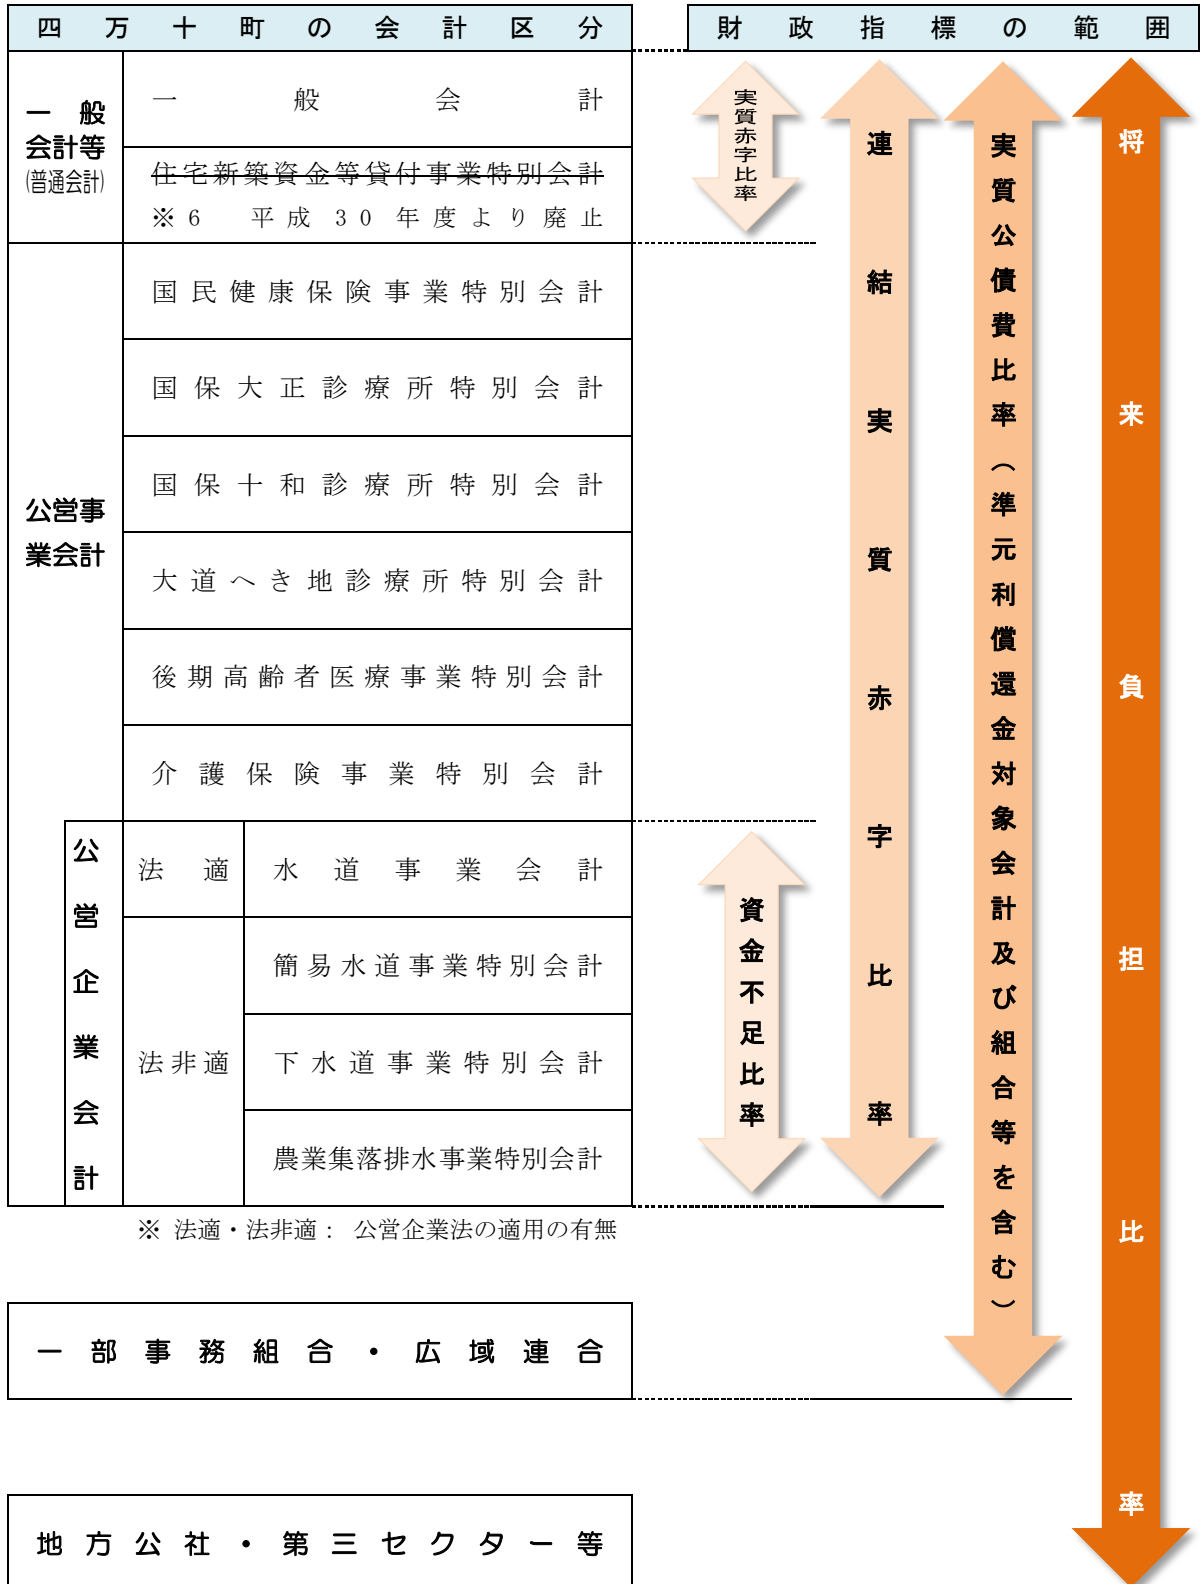 四万十町の会計区分
財政指標の範囲
一般
会計等
(普通会計)
一般会計
住宅新築資金等貸付事業特別会計
※6 平成30年度より廃止
公営事
業会計
国民健康保険事業特別会計
国保大正診療所特別会計
国保十和診療所特別会計
大道へき地診療所特別会計
後期高齢者医療事業特別会計
介護保険事業特別会計
公営企業会計
法適
水道事業会計
法非適
簡易水道事業特別会計
下水道事業特別会計
農業集落排水事業特別会計
※ 法適・法非適： 公営企業法の適用の有無
一部事務組合・広域連合
地方公社・第三セクター等
実質赤字比率
資金不足比率
連結実質赤字比率
実質公債費比率（準元利償還金対象会計及び組合等を含む）
将来負担比率